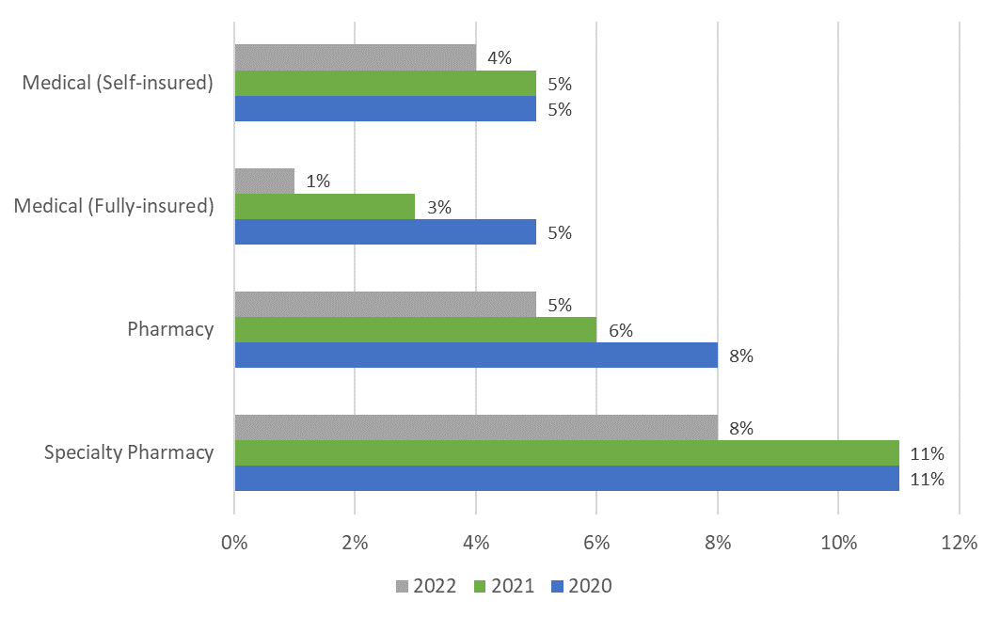 Medical (Self-insured)
4%
5%
5%
Medical (Fully-insured)
1%
3%
5%
Pharmacy
5%
6%
8%
Specialty Pharmacy
8%
11%
11%
0% 2% 4% 6% 8% 10% 12%
2022 2021 2020